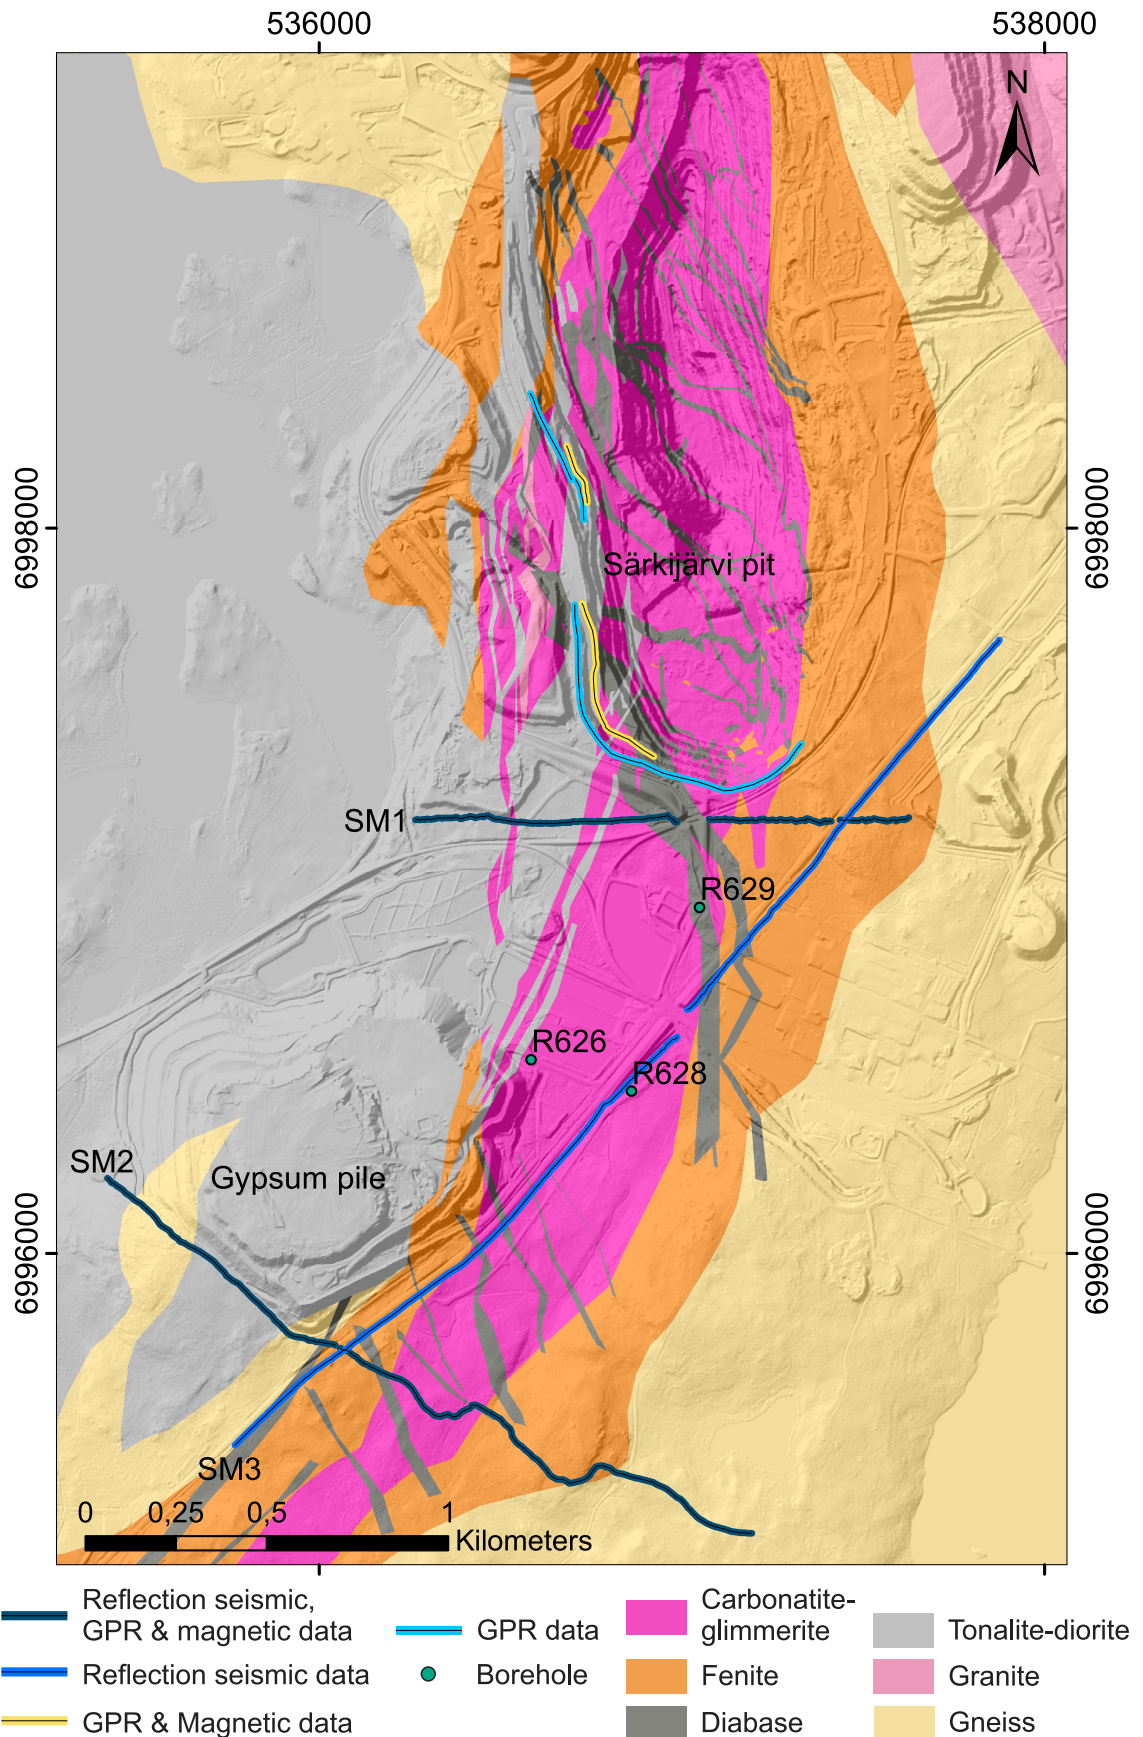 536000
538000
N
6998000
6998000
Särkijärvi pit
SM1
R629
R626
R628
SM2
Gypsum pile
6996000
6996000
SM3
0 0,25 0,5 1
Kilometers
Reflection seismic,
GPR & magnetic data
Reflection seismic data
GPR & Magnetic data
GPR data
Borehole
Carbonatite-
glimmerite
Fenite
Diabase
Tonalite-diorite
Granite
Gneiss